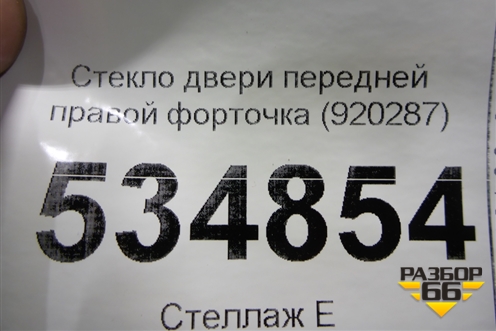 Стекло двери передней
правой форточка (920287)
534854
Стеллаж Е
РАЗБОР
66